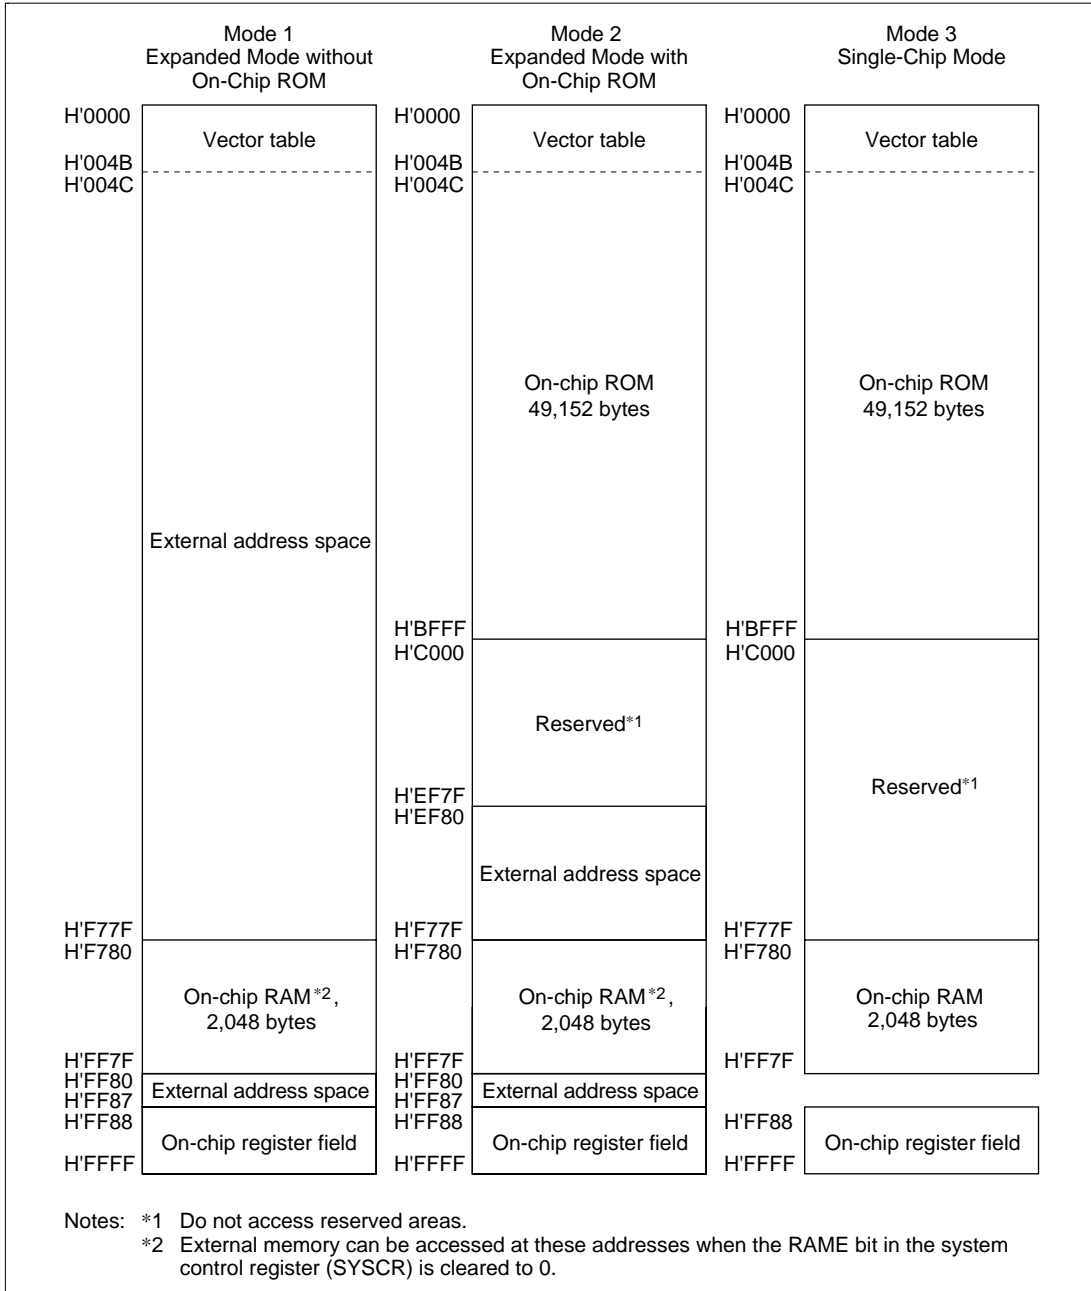 Mode 1
Expanded Mode without
On-Chip ROM
H'0000
Vector table
H'004B
H'004C
External address space
H'F77F
H'F780
On-chip RAM*2,
2,048 bytes
H'FF7F
H'FF80
External address space
H'FF87
H'FF88
On-chip register field
H'FFFF
Mode 2
Expanded Mode with
On-Chip ROM
H'0000
Vector table
H'004B
H'004C
On-chip ROM
49,152 bytes
H'BFFF
H'C000
Reserved*1
H'EF7F
H'EF80
External address space
H'F77F
H'F780
On-chip RAM*2,
2,048 bytes
H'FF7F
H'FF80
External address space
H'FF87
H'FF88
On-chip register field
H'FFFF
Mode 3
Single-Chip Mode
H'0000
Vector table
H'004B
H'004C
On-chip ROM
49,152 bytes
H'BFFF
H'C000
Reserved*1
H'F77F
H'F780
On-chip RAM
2,048 bytes
H'FF7F
H'FF88
On-chip register field
H'FFFF
Notes: *1 Do not access reserved areas.
*2 External memory can be accessed at these addresses when the RAME bit in the system
control register (SYSCR) is cleared to 0.